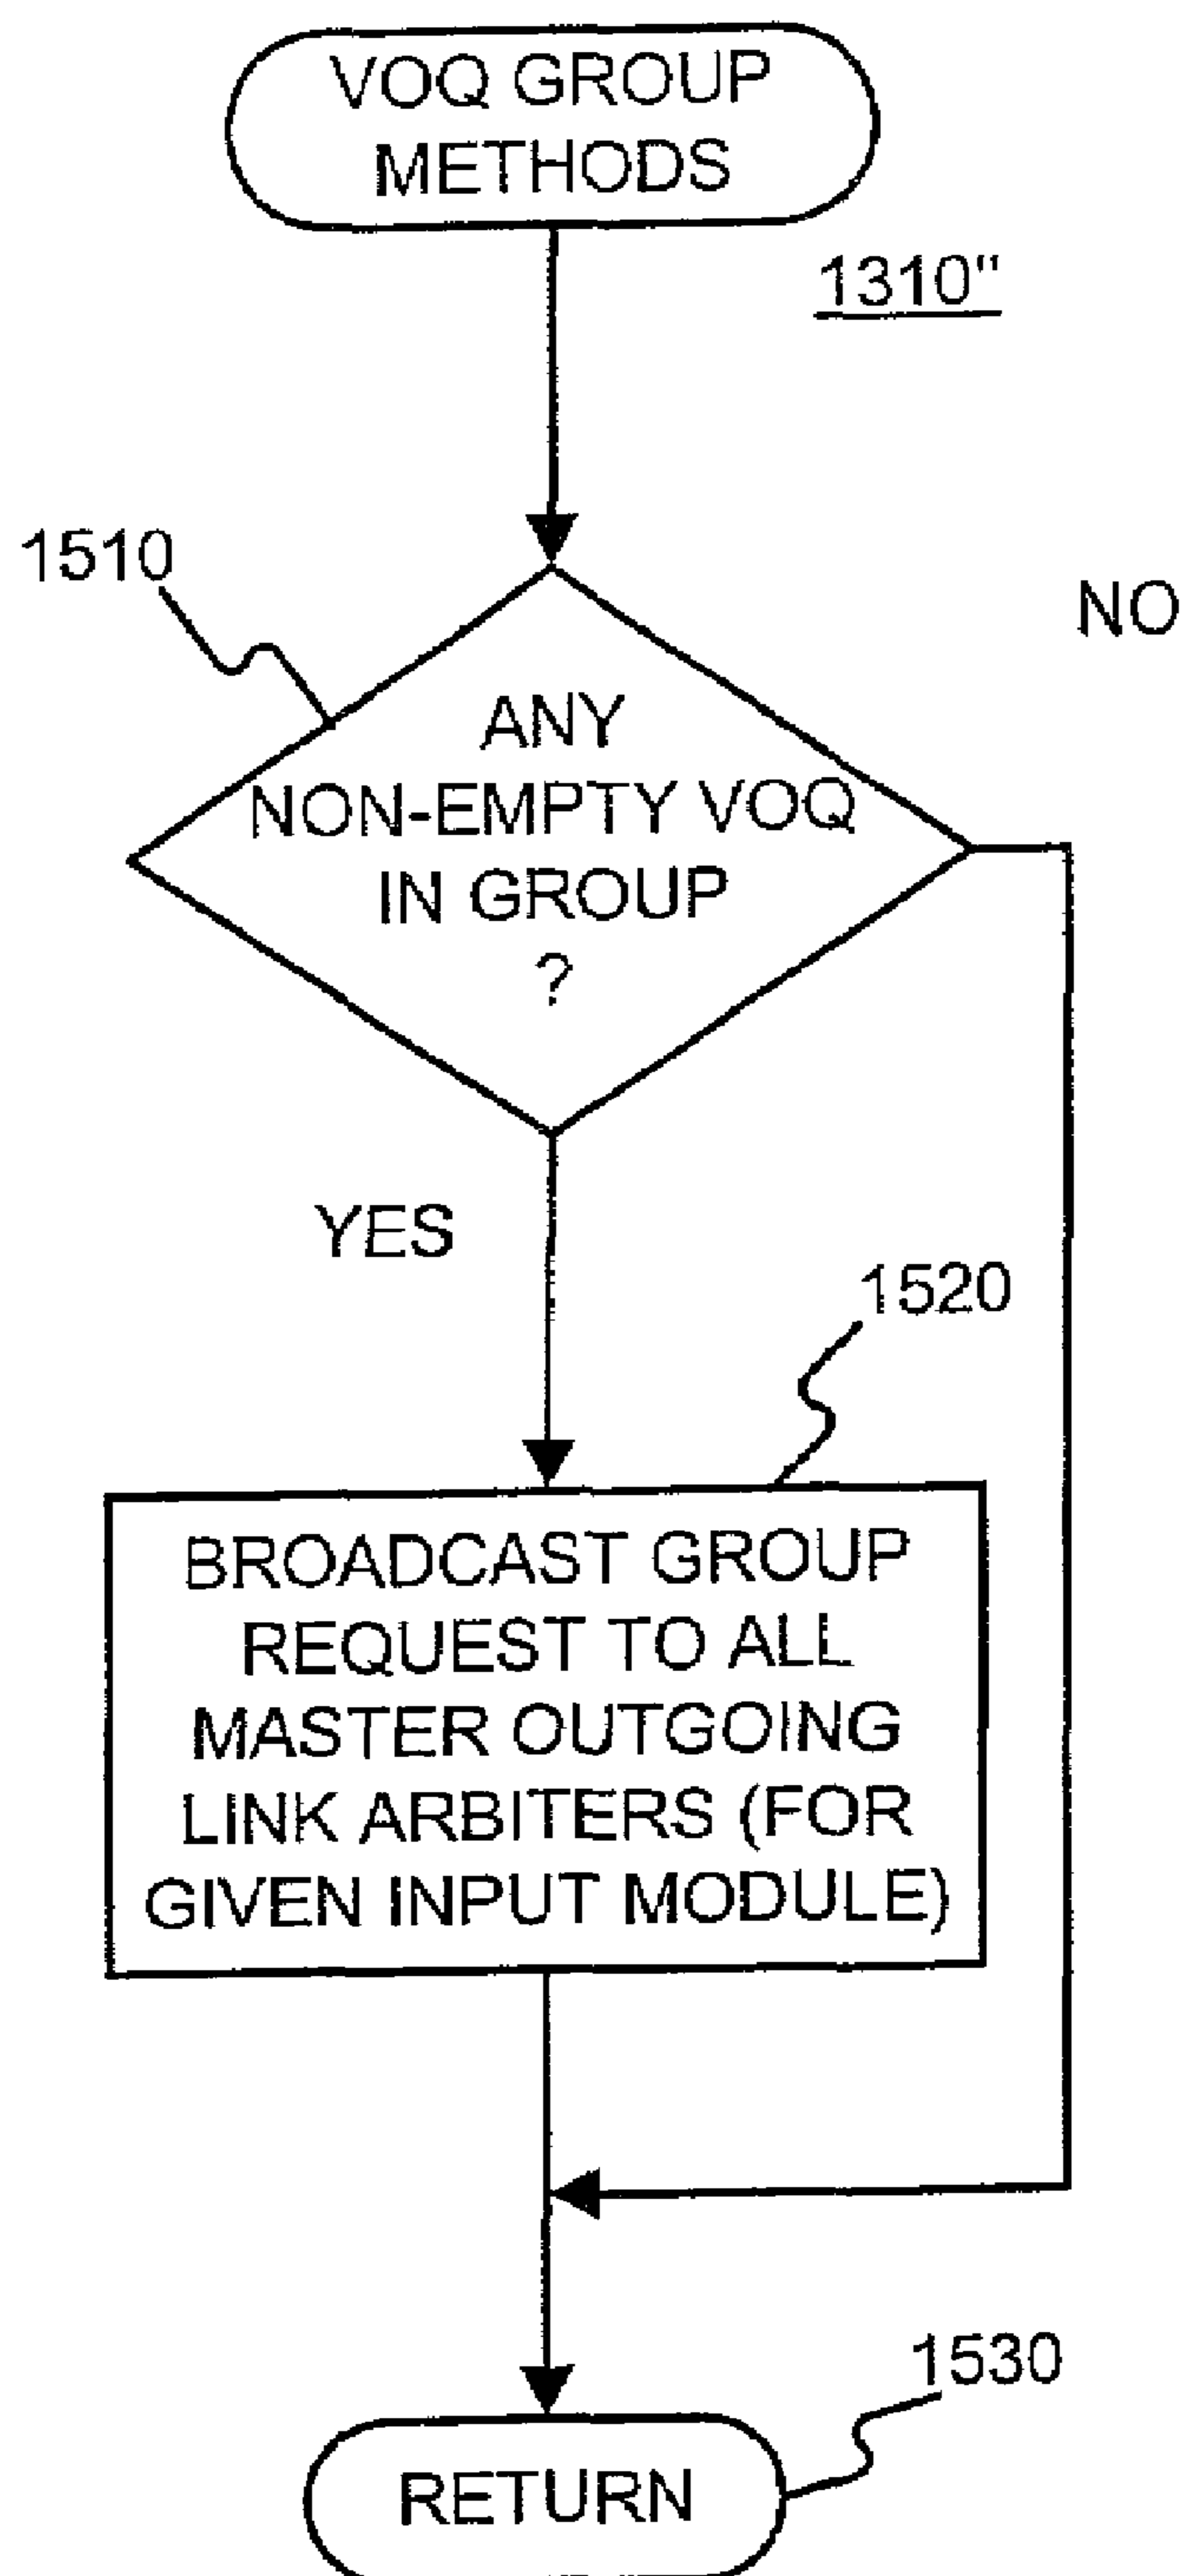 VOQ GROUP
METHODS
1310"
1510
NO
ANY
NON-EMPTY VOQ
IN GROUP
?
YES
1520
BROADCAST GROUP
REQUEST TO ALL
MASTER OUTGOING
LINK ARBITERS (FOR
GIVEN INPUT MODULE)
1530
RETURN